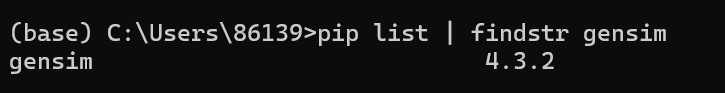 (base) C:\Users\86139>pip list | findstr gensim
gensim                            4.3.2